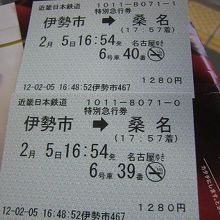 近畿日本鉄道 1011-8071-0
特別急行券
伊勢市 ➡ 桑名
(17:57着)
2月 5日 16:54発 名古屋ゆき
6号車 40番
1280円
12-02-05 16:48:52伊勢市467
近畿日本鉄道 1011-8071-1
特別急行券
伊勢市 ➡ 桑名
(17:57着)
2月 5日 16:54発 名古屋ゆき
6号車 39番
1280円
12-02-05 16:48:52伊勢市467